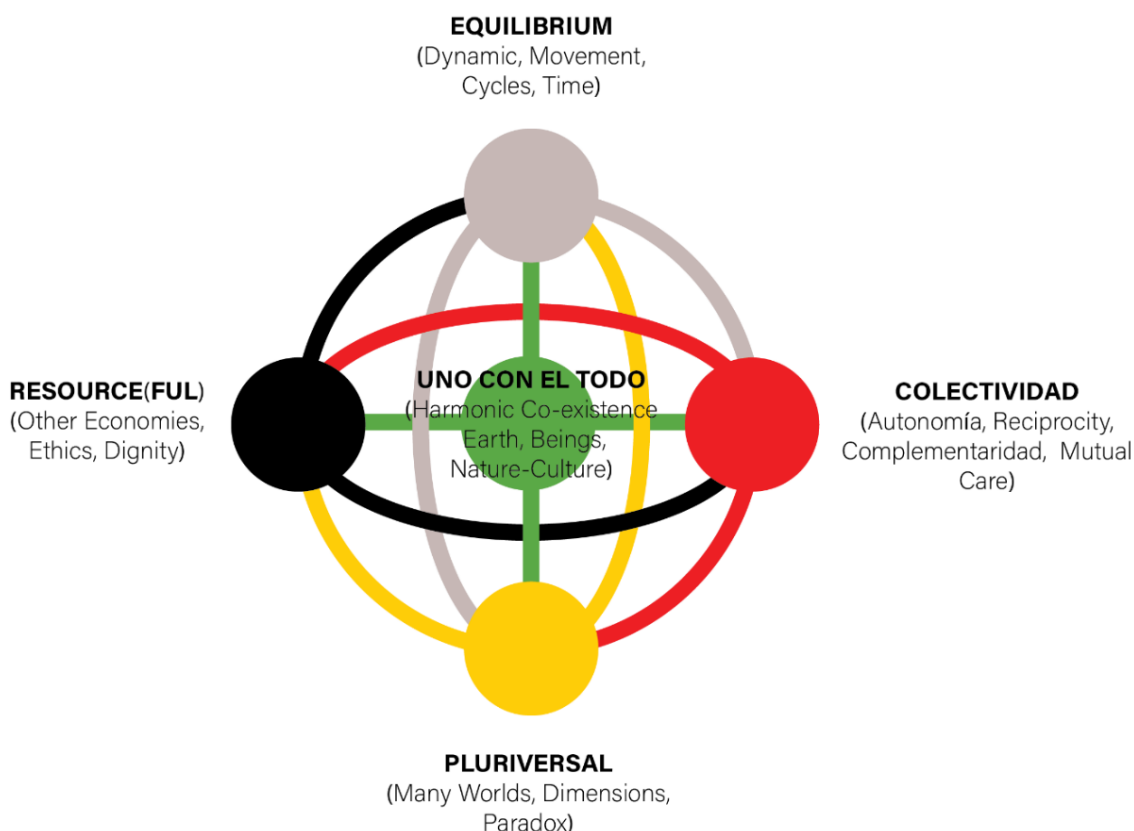 EQUILIBRIUM
(Dynamic, Movement,
Cycles, Time)
RESOURCE(FUL)
(Other Economies,
Ethics, Dignity)
UNO CON EL TODO
(Harmonic Co-existence
Earth, Beings,
Nature-Culture)
COLECTIVIDAD
(Autonomía, Reciprocity,
Complementaridad, Mutual
Care)
PLURIVERSAL
(Many Worlds, Dimensions,
Paradox)